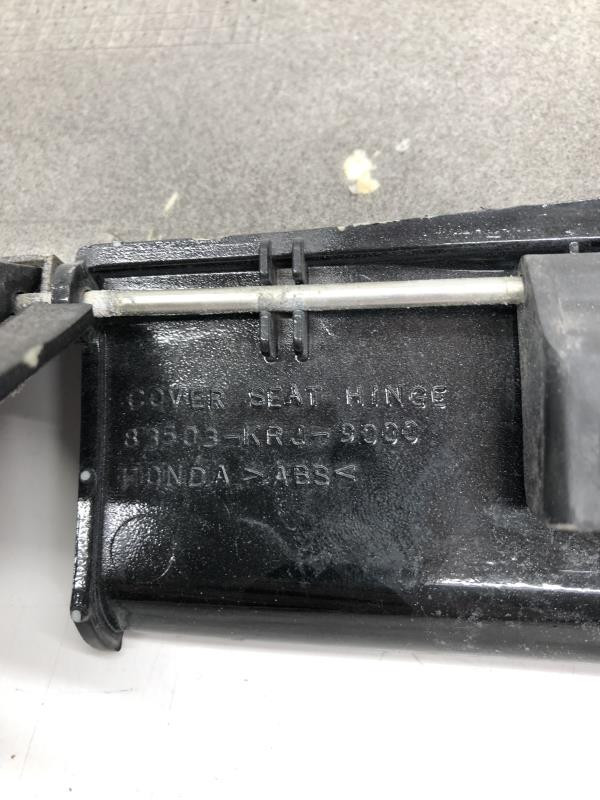 COVER SEAT HINGE
83503-KRJ-9000
HONDA >ABS<